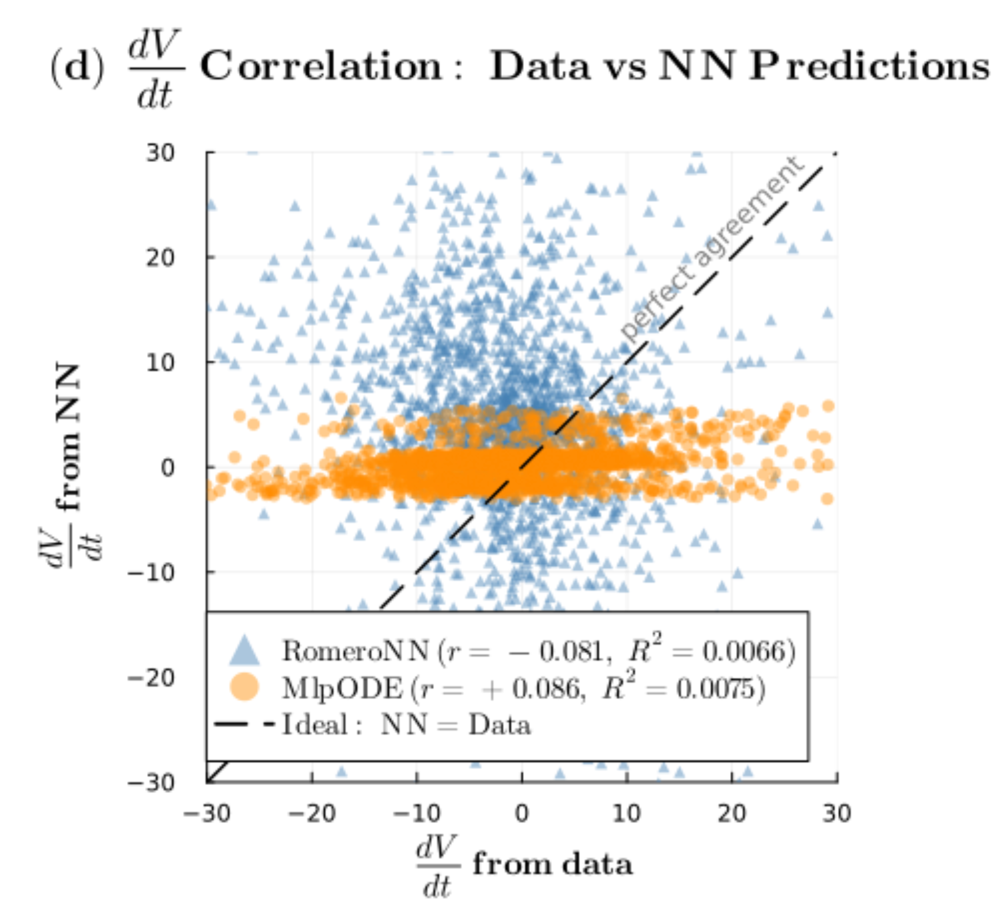 (d) dV/dt Correlation : Data vs NN Predictions
30
20
10
0
−10
−20
−30
dV/dt from NN
perfect agreement
RomeroNN (r = − 0.081, R² = 0.0066)
MlpODE (r = + 0.086, R² = 0.0075)
Ideal : NN = Data
−30 −20 −10 0 10 20 30
dV/dt from data